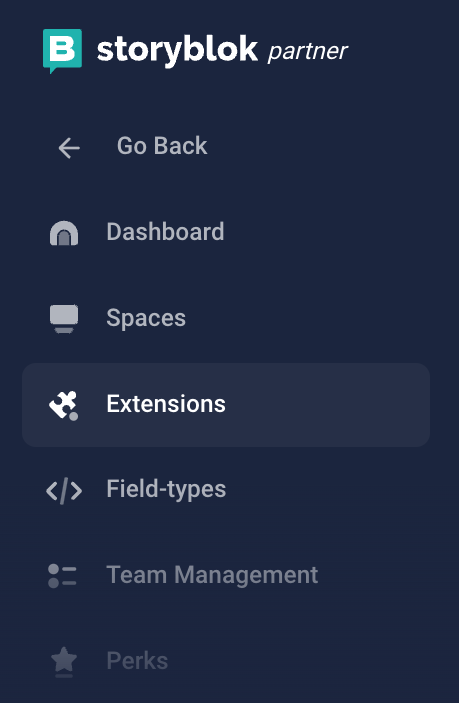 storyblok partner
Go Back
Dashboard
Spaces
Extensions
Field-types
Team Management
Perks